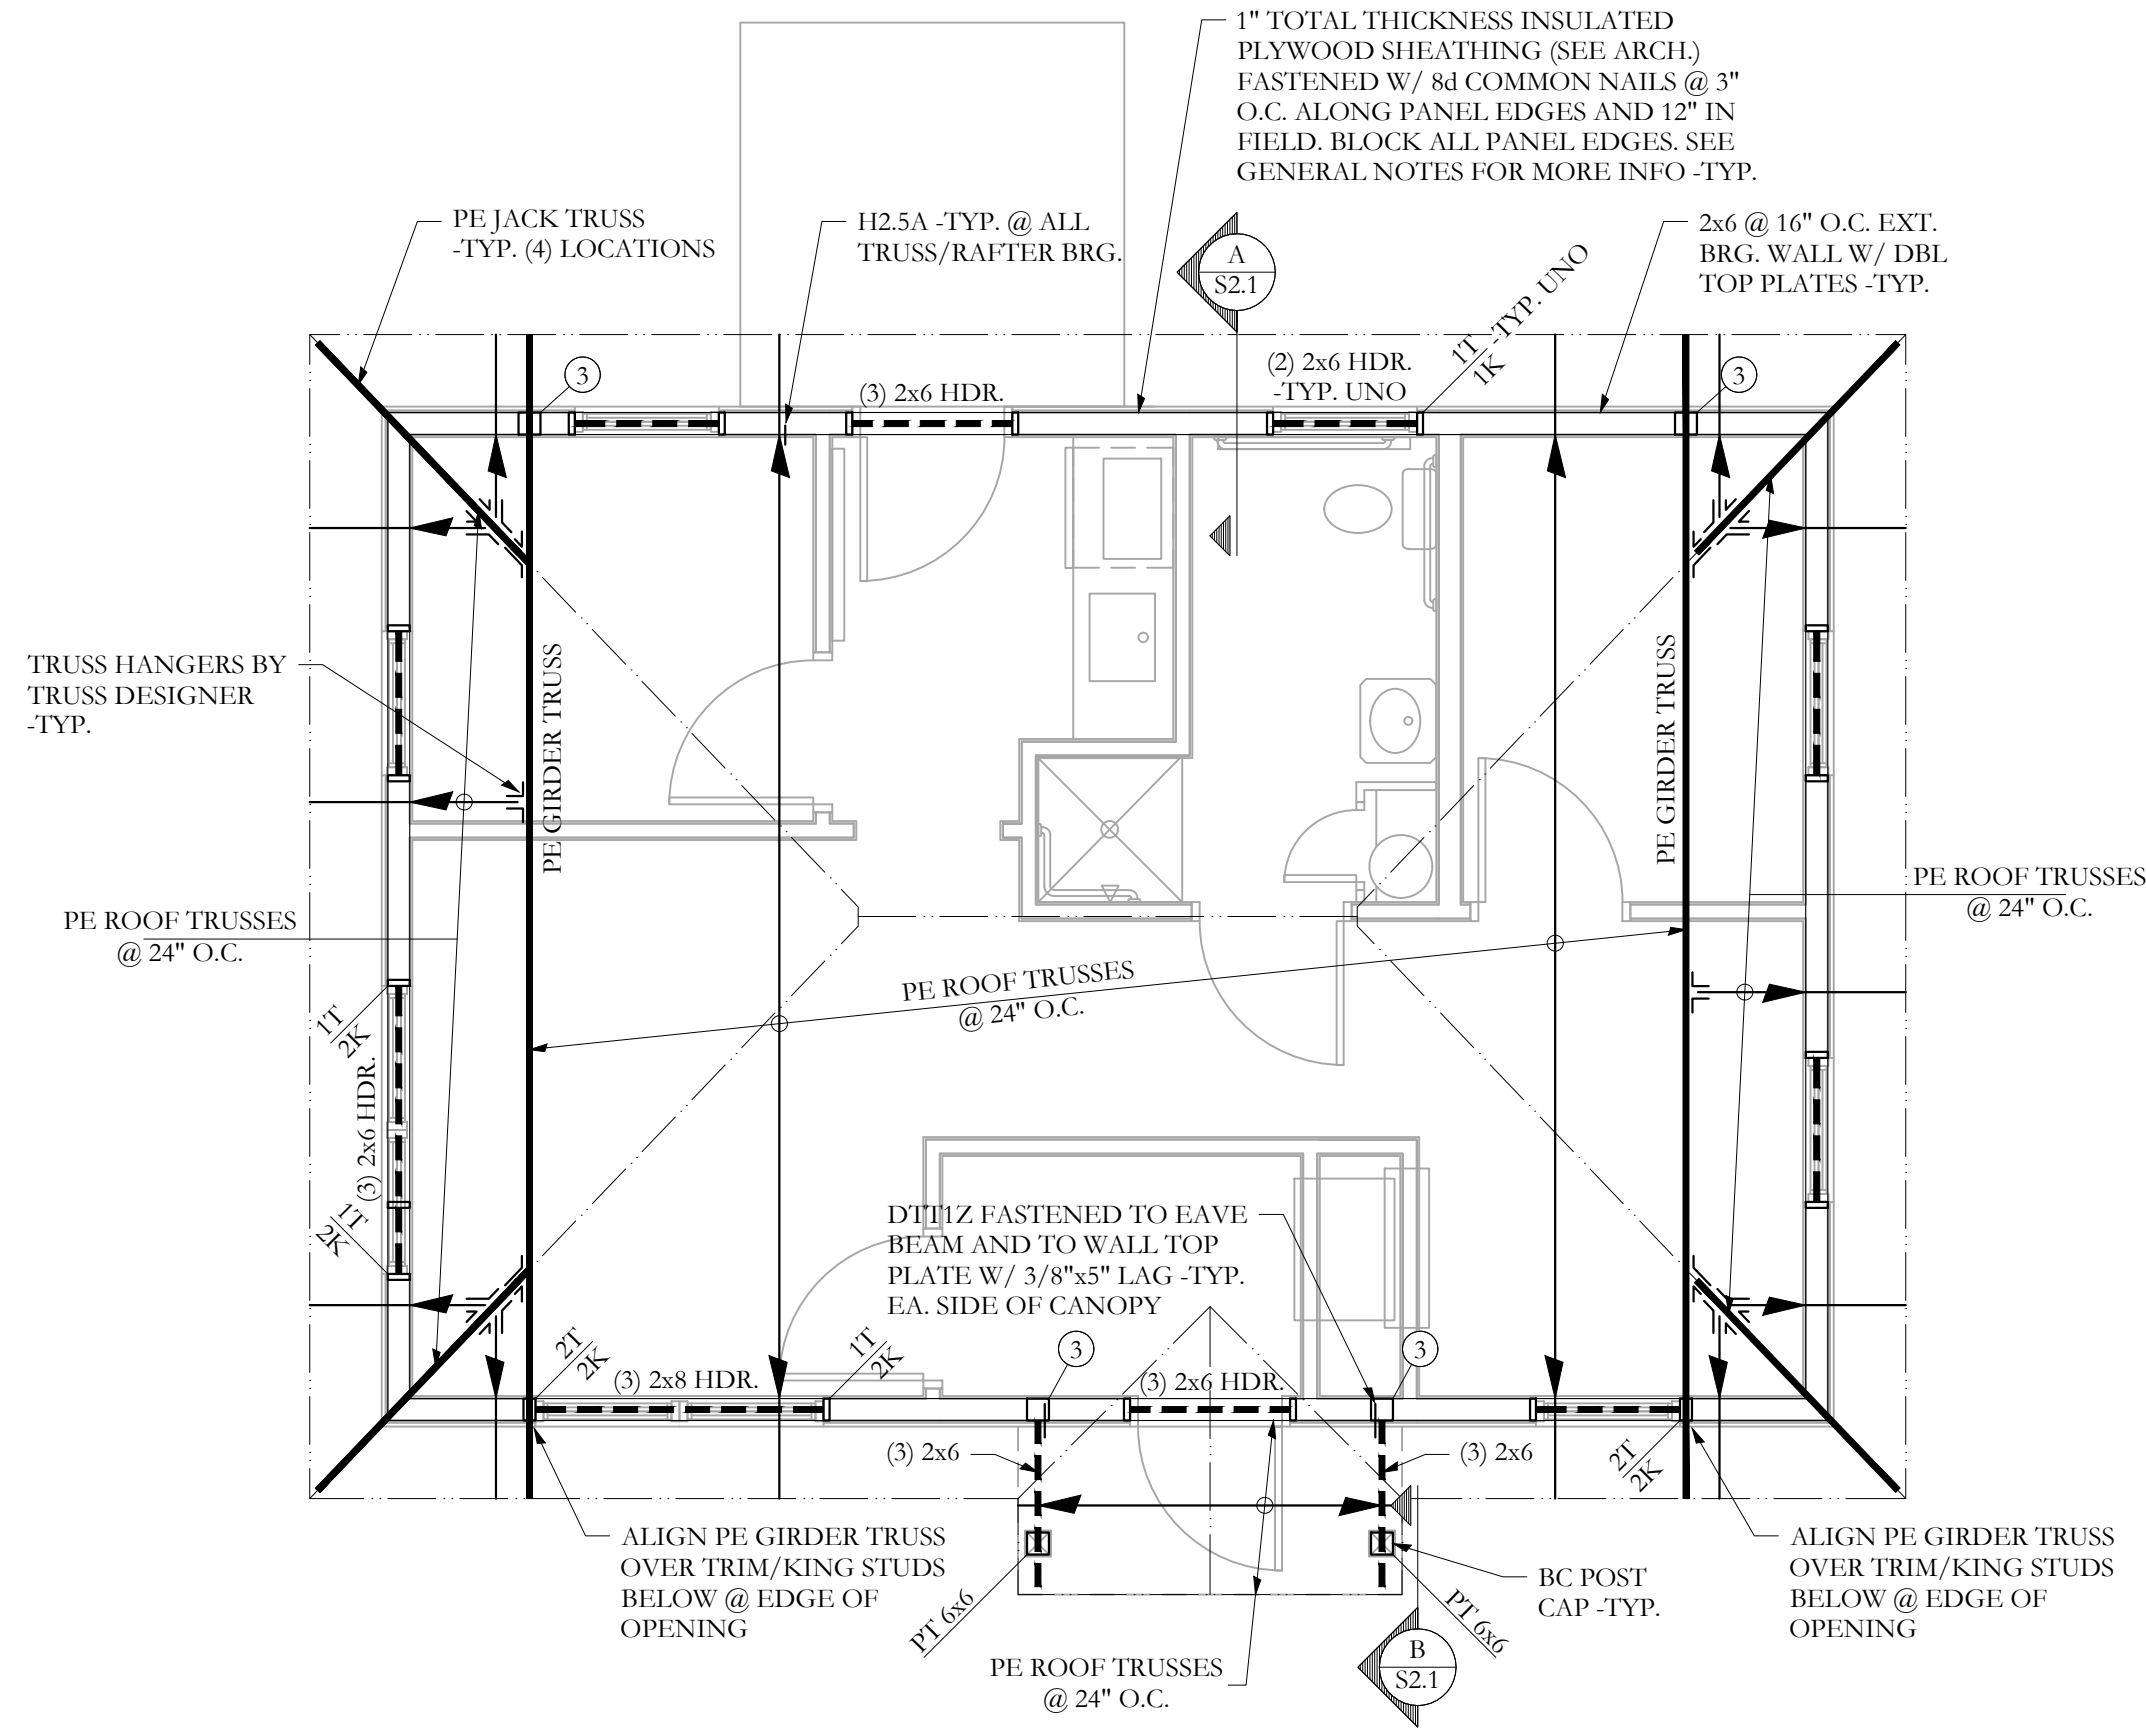 1" TOTAL THICKNESS INSULATED
PLYWOOD SHEATHING (SEE ARCH.)
FASTENED W/ 8d COMMON NAILS @ 3"
O.C. ALONG PANEL EDGES AND 12" IN
FIELD. BLOCK ALL PANEL EDGES. SEE
GENERAL NOTES FOR MORE INFO -TYP.
PE JACK TRUSS
-TYP. (4) LOCATIONS
H2.5A -TYP. @ ALL
TRUSS/RAFTER BRG.
A
S2.1
2x6 @ 16" O.C. EXT.
BRG. WALL W/ DBL
TOP PLATES -TYP.
1T -TYP. UNO
1K
3
(3) 2x6 HDR.
(2) 2x6 HDR.
-TYP. UNO
3
TRUSS HANGERS BY
TRUSS DESIGNER
-TYP.
PE GIRDER TRUSS
PE GIRDER TRUSS
PE ROOF TRUSSES
@ 24" O.C.
PE ROOF TRUSSES
@ 24" O.C.
PE ROOF TRUSSES
@ 24" O.C.
1T
2K
(3) 2x6 HDR.
1T
2K
DTT1Z FASTENED TO EAVE
BEAM AND TO WALL TOP
PLATE W/ 3/8"x5" LAG -TYP.
EA. SIDE OF CANOPY
2T
2K
(3) 2x8 HDR.
1T
2K
3
(3) 2x6 HDR.
3
(3) 2x6
(3) 2x6
2T
2K
ALIGN PE GIRDER TRUSS
OVER TRIM/KING STUDS
BELOW @ EDGE OF
OPENING
PT 6x6
PT 6x6
BC POST
CAP -TYP.
ALIGN PE GIRDER TRUSS
OVER TRIM/KING STUDS
BELOW @ EDGE OF
OPENING
PE ROOF TRUSSES
@ 24" O.C.
B
S2.1